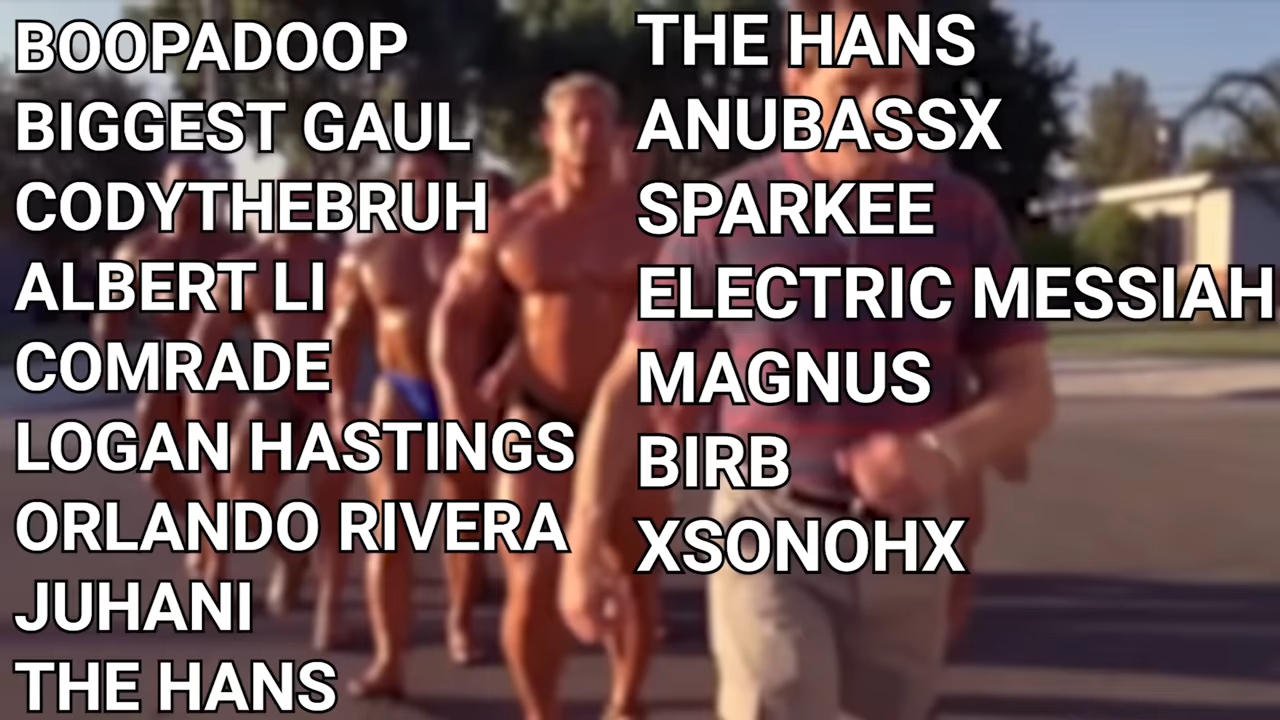 BOOPADOOP
BIGGEST GAUL
CODYTHEBRUH
ALBERT LI
COMRADE
LOGAN HASTINGS
ORLANDO RIVERA
JUHANI
THE HANS
THE HANS
ANUBASSX
SPARKEE
ELECTRIC MESSIAH
MAGNUS
BIRB
XSONOHX